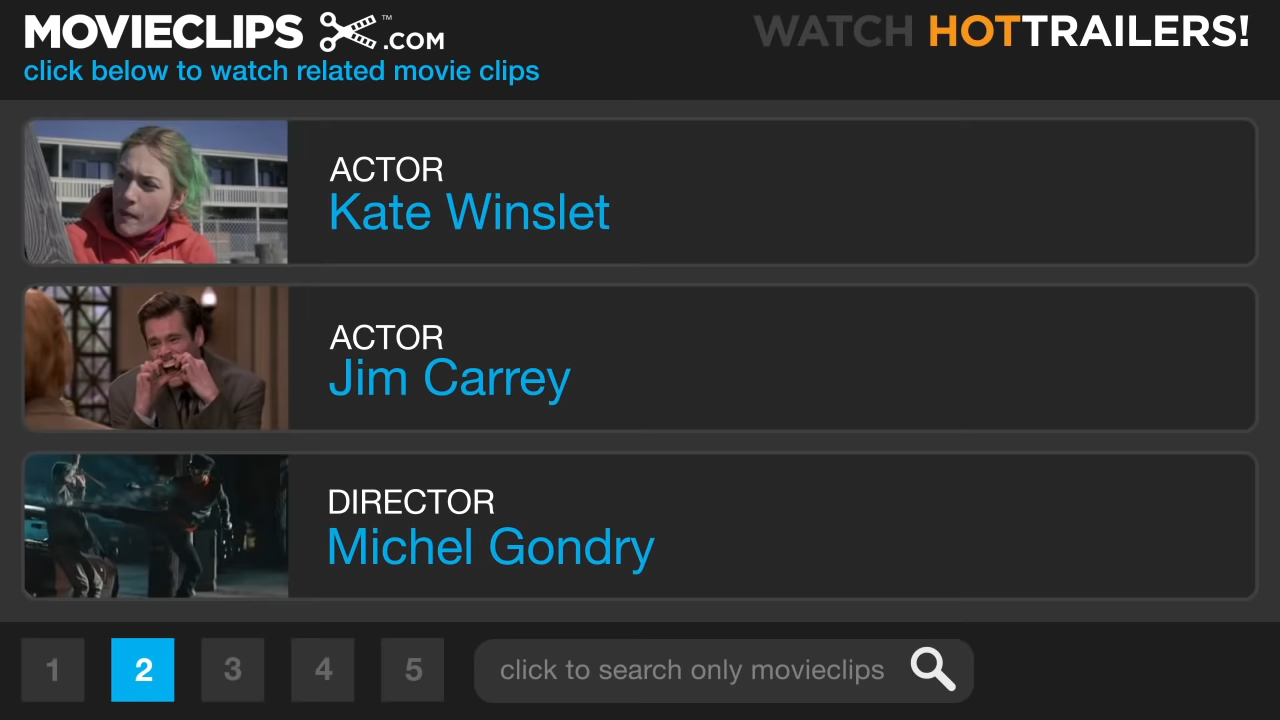 MOVIECLIPS ™ .COM
WATCH HOTTRAILERS!
click below to watch related movie clips
ACTOR
Kate Winslet
ACTOR
Jim Carrey
DIRECTOR
Michel Gondry
1 2 3 4 5 click to search only movieclips